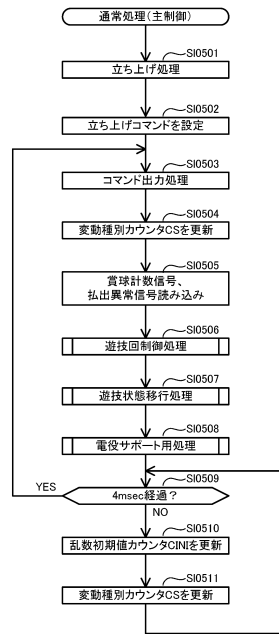 通常処理(主制御)
SI0501
立ち上げ処理
SI0502
立ち上げコマンドを設定
SI0503
コマンド出力処理
SI0504
変動種別カウンタCSを更新
SI0505
賞球計数信号、
払出異常信号読み込み
SI0506
遊技回制御処理
SI0507
遊技状態移行処理
SI0508
電役サポート用処理
SI0509
YES
4msec経過?
NO
SI0510
乱数初期値カウンタCINIを更新
SI0511
変動種別カウンタCSを更新